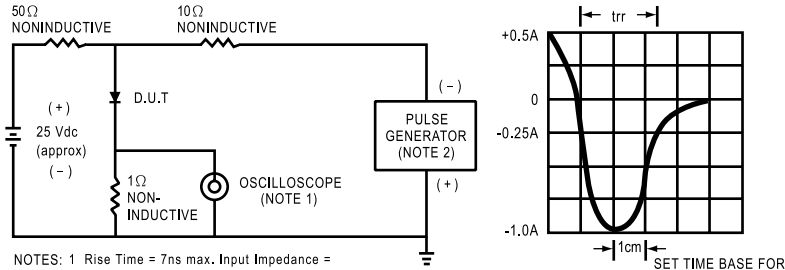 50Ω
NONINDUCTIVE
10Ω
NONINDUCTIVE
(+)
25 Vdc
(approx)
(-)
D.U.T
1Ω
NON-
INDUCTIVE
OSCILLOSCOPE
(NOTE 1)
(-)
PULSE
GENERATOR
(NOTE 2)
(+)
NOTES: 1 Rise Time = 7ns max. Input Impedance =
trr
+0.5A
0
-0.25A
-1.0A
1cm
SET TIME BASE FOR